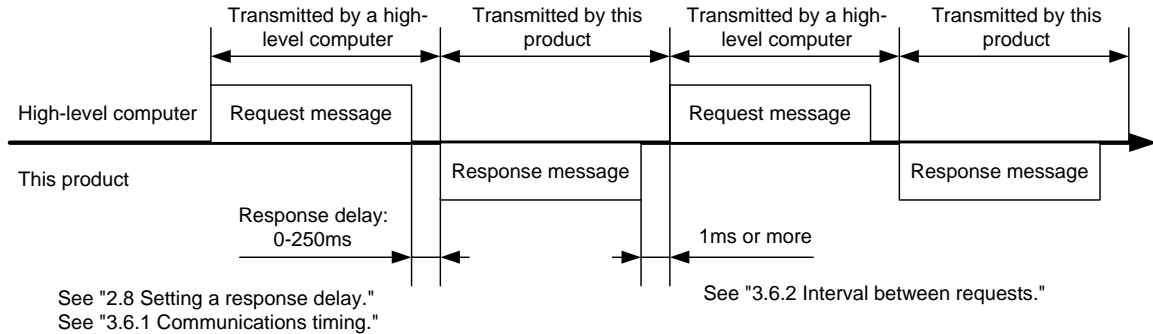 Transmitted by a high-
level computer
Transmitted by this
product
Transmitted by a high-
level computer
Transmitted by this
product
High-level computer
Request message
Request message
This product
Response message
Response message
Response delay:
0-250ms
1ms or more
See "2.8 Setting a response delay."
See "3.6.1 Communications timing."
See "3.6.2 Interval between requests."